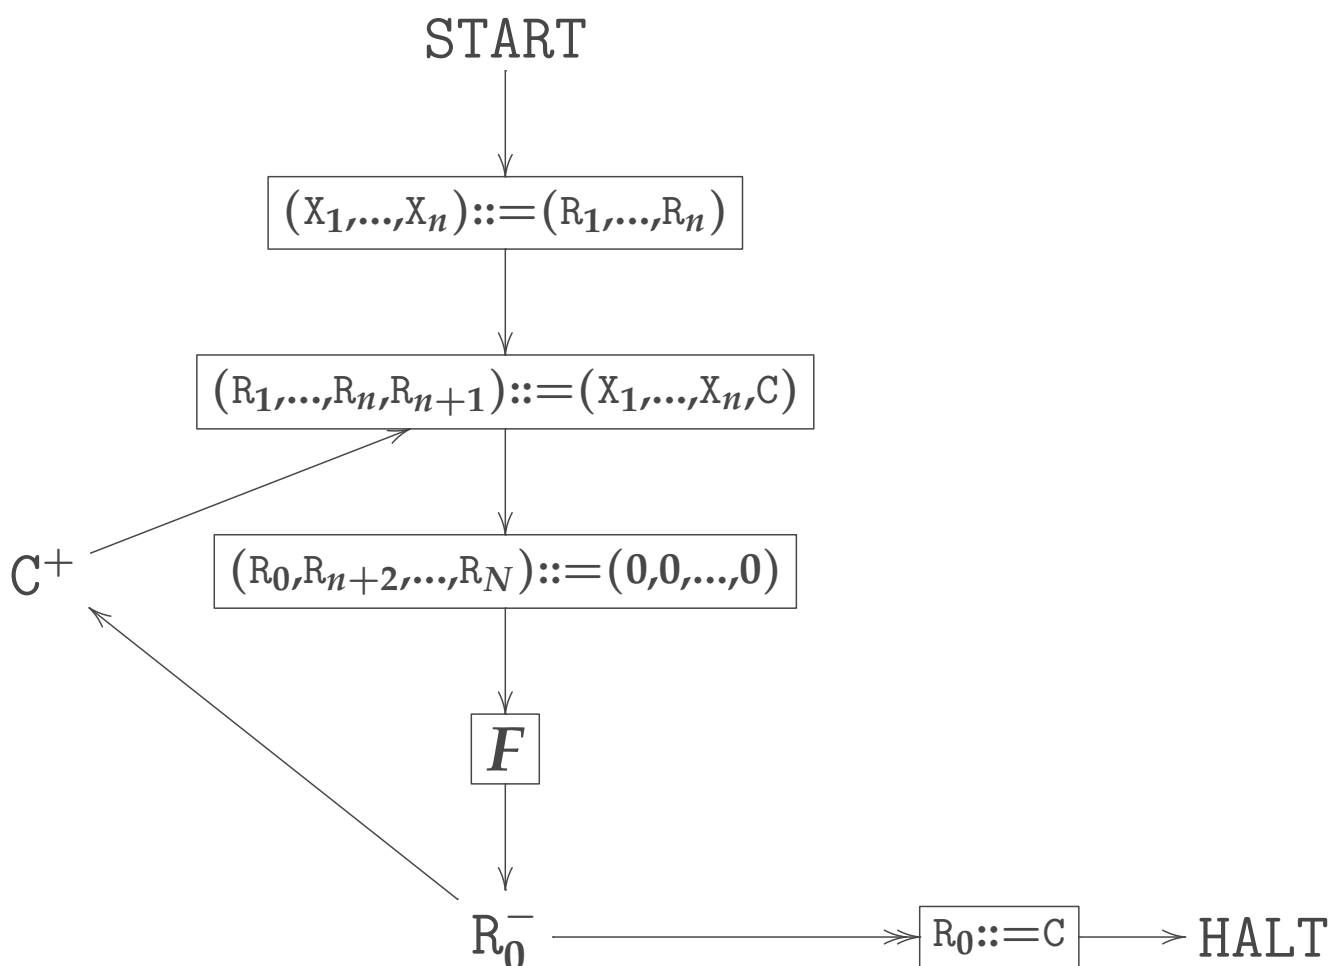 START
(X₁,...,Xₙ)::=(R₁,...,Rₙ)
(R₁,...,Rₙ,Rₙ₊₁)::=(X₁,...,Xₙ,C)
C⁺
(R₀,Rₙ₊₂,...,R_N)::=(0,0,...,0)
F
R₀⁻
R₀::=C
HALT